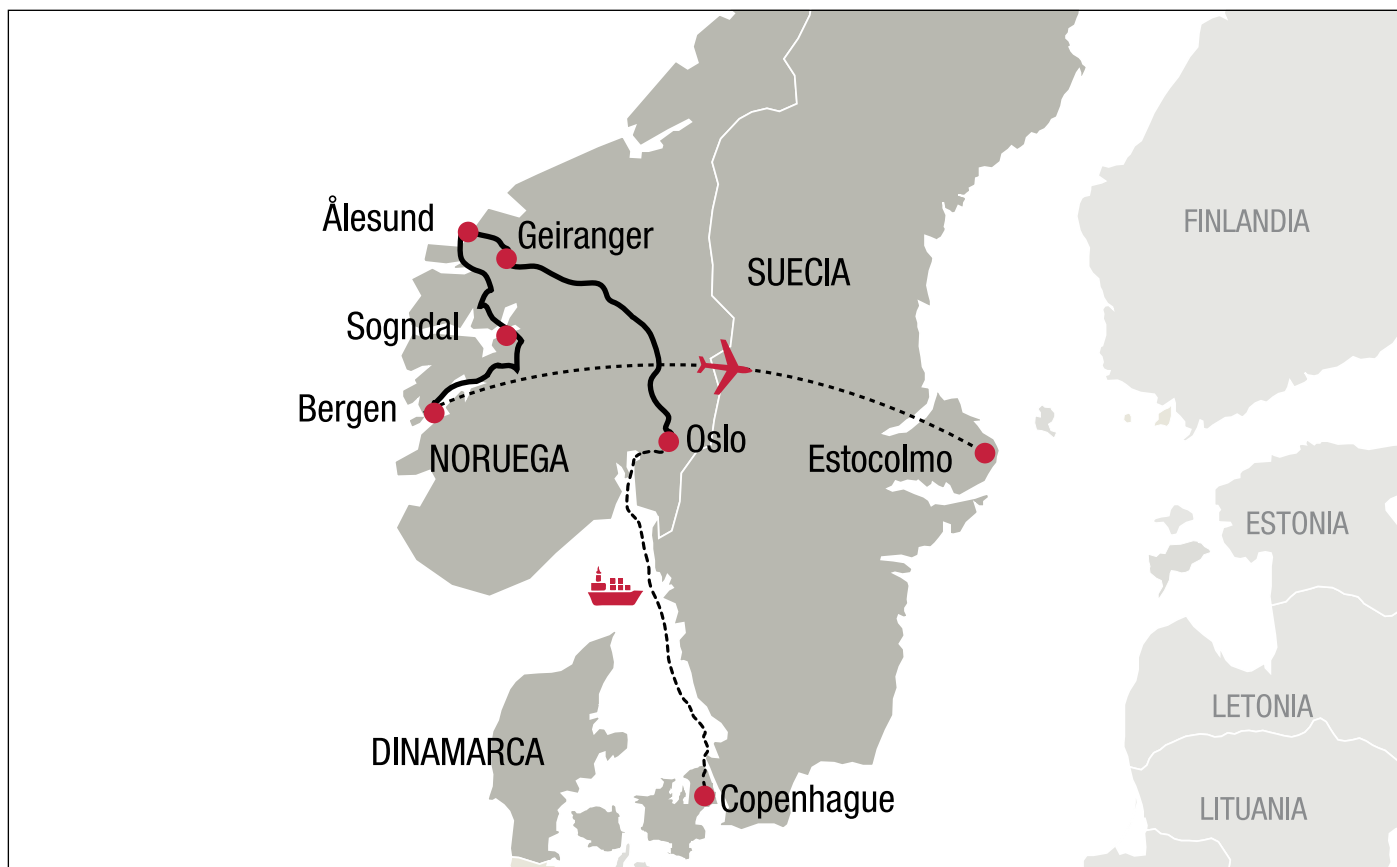 Ålesund
Geiranger
FINLANDIA
SUECIA
Sogndal
Bergen
Oslo
NORUEGA
Estocolmo
ESTONIA
LETONIA
DINAMARCA
Copenhague
LITUANIA